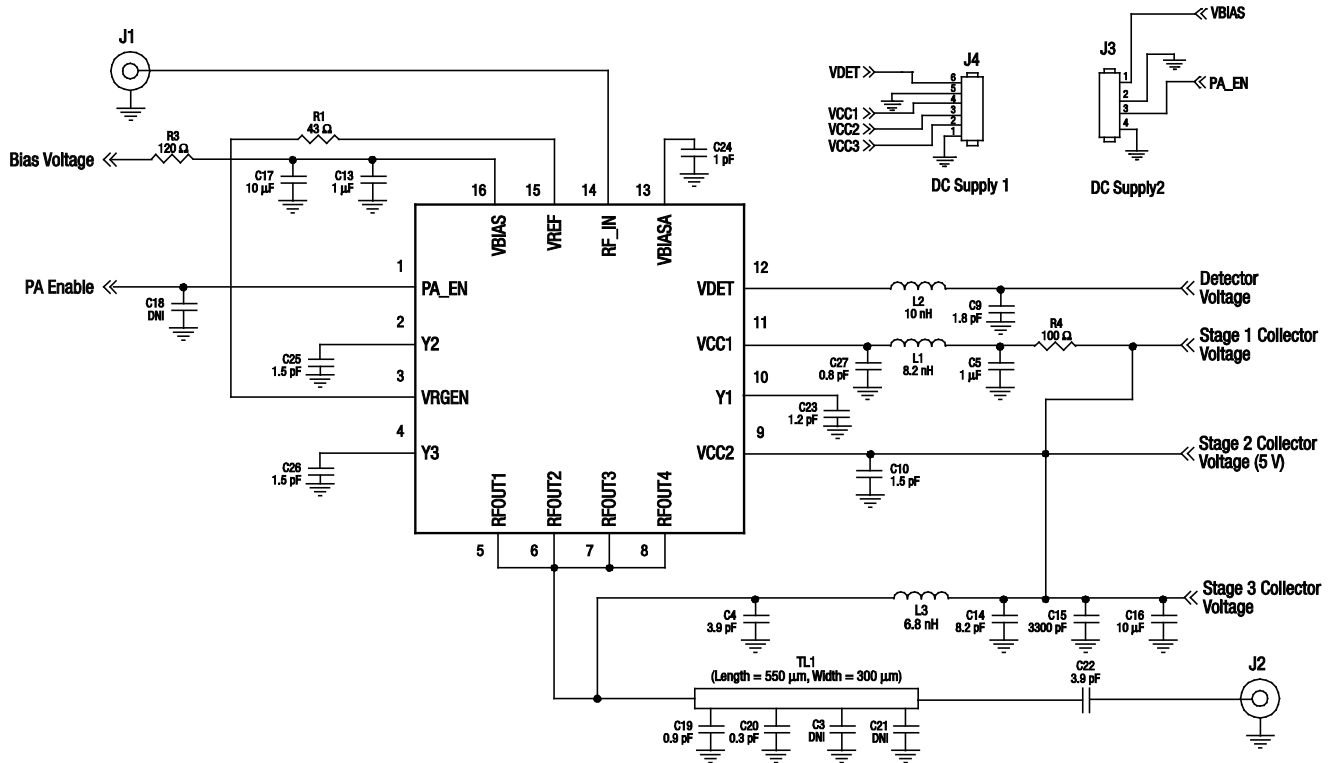 J1
R1
43 Ω
R3
120 Ω
Bias Voltage
C17
10 μF
C13
1 μF
C24
1 pF
16
15
14
13
VBIAS
VREF
RF_IN
VBIASA
J4
VDET
VCC1
VCC2
VCC3
6
5
4
3
2
1
DC Supply 1
J3
1
2
3
4
VBIAS
PA_EN
DC Supply2
PA Enable
C18
DNI
1
PA_EN
2
Y2
C25
1.5 pF
3
VRGEN
4
Y3
C26
1.5 pF
12
VDET
L2
10 nH
C9
1.8 pF
Detector
Voltage
11
VCC1
C27
0.8 pF
L1
8.2 nH
C5
1 μF
R4
100 Ω
Stage 1 Collector
Voltage
10
Y1
C23
1.2 pF
9
VCC2
C10
1.5 pF
Stage 2 Collector
Voltage (5 V)
RFOUT1
RFOUT2
RFOUT3
RFOUT4
5
6
7
8
C4
3.9 pF
L3
6.8 nH
C14
8.2 pF
C15
3300 pF
C16
10 μF
Stage 3 Collector
Voltage
TL1
(Length = 550 μm, Width = 300 μm)
C19
0.9 pF
C20
0.3 pF
C3
DNI
C21
DNI
C22
3.9 pF
J2